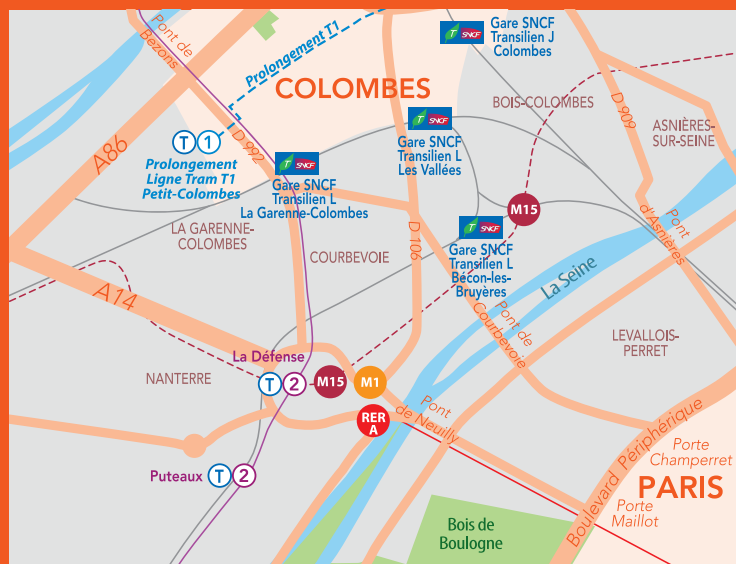 Pont de
Bezons
Prolongement T1
T SNCF
Gare SNCF
Transilien J
Colombes
COLOMBES
BOIS-COLOMBES
D 909
ASNIÈRES-
SUR-SEINE
A86
T 1
Prolongement
Ligne Tram T1
Petit-Colombes
D 992
T SNCF
Gare SNCF
Transilien L
Les Vallées
T SNCF
Gare SNCF
Transilien L
La Garenne-Colombes
M15
Pont
d'Asnières
LA GARENNE-
COLOMBES
COURBEVOIE
D 106
T SNCF
Gare SNCF
Transilien L
Bécon-les-
Bruyères
La Seine
A14
Pont de
Courbevoie
LEVALLOIS-
PERRET
La Défense
NANTERRE
T 2
M15
M1
RER
A
Pont
de Neuilly
Boulevard Périphérique
Porte
Champerret
PARIS
Porte
Maillot
Puteaux T 2
Bois de
Boulogne